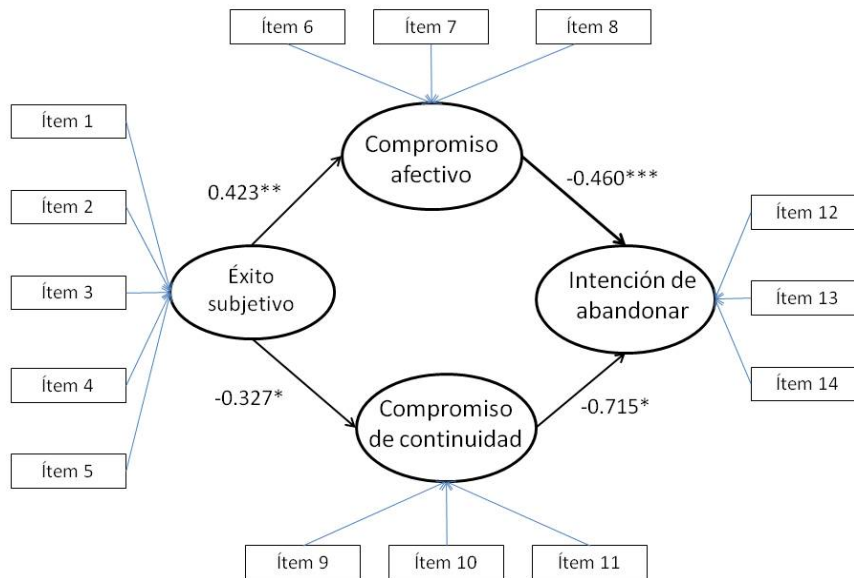 Ítem 6
Ítem 7
Ítem 8
Ítem 1
Compromiso
afectivo
0.423**
-0.460***
Ítem 2
Ítem 12
Ítem 3
Éxito
subjetivo
Intención de
abandonar
Ítem 13
Ítem 4
-0.327*
Compromiso
de continuidad
-0.715*
Ítem 14
Ítem 5
Ítem 9
Ítem 10
Ítem 11